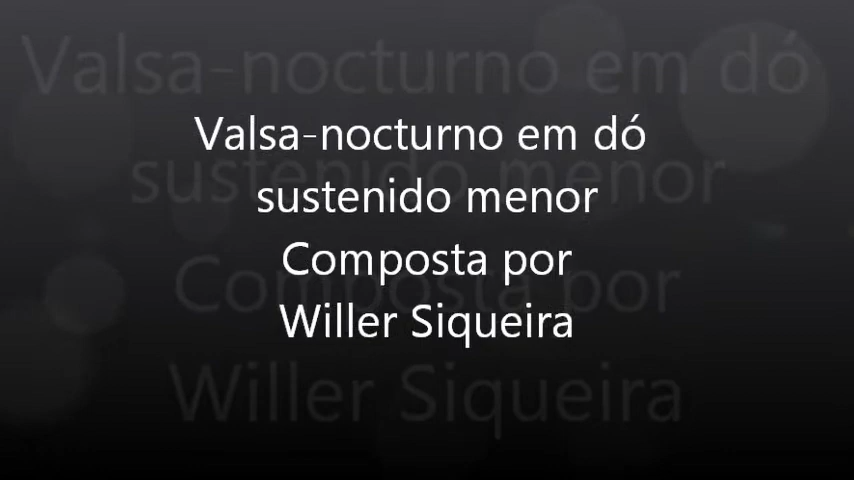 Valsa-nocturno em dó
sustenido menor
Composta por
Willer Siqueira